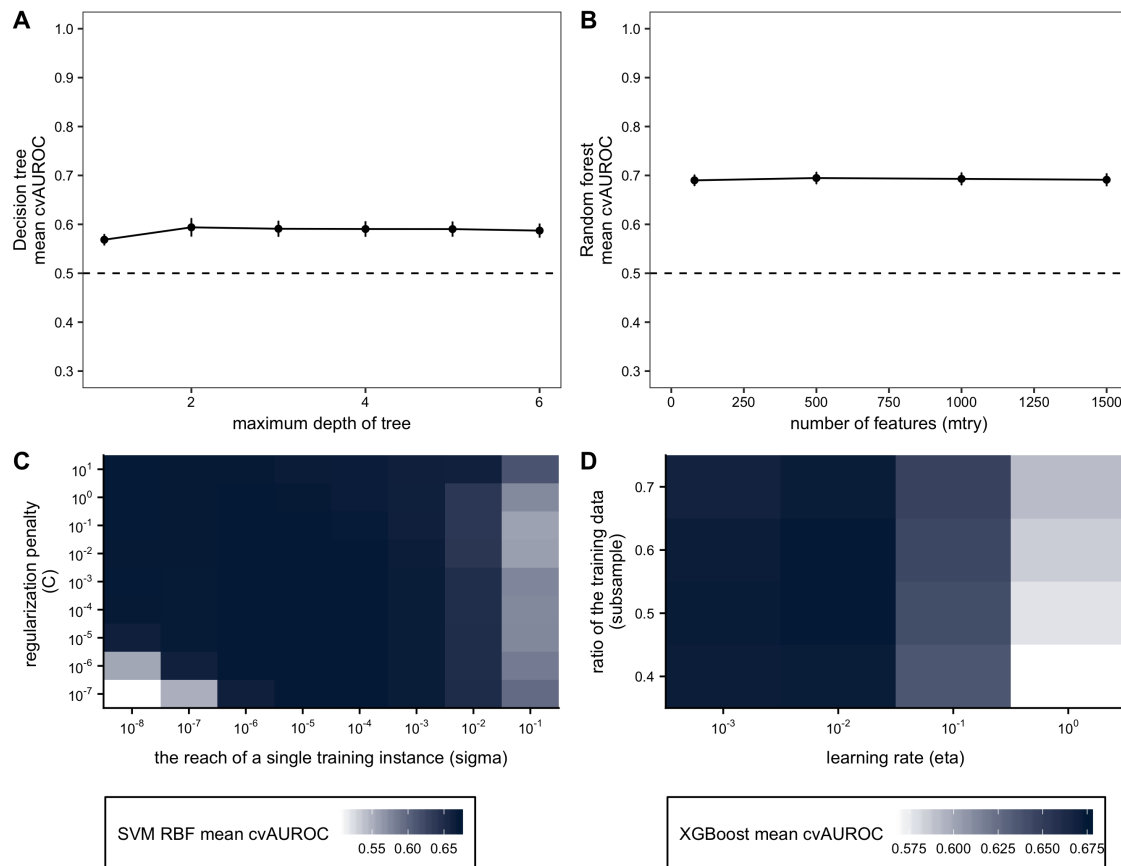 A
Decision tree
mean cvAUROC
1.0
0.9
0.8
0.7
0.6
0.5
0.4
0.3
2 4 6
maximum depth of tree
B
Random forest
mean cvAUROC
1.0
0.9
0.8
0.7
0.6
0.5
0.4
0.3
0 250 500 750 1000 1250 1500
number of features (mtry)
C
regularization penalty
(C)
10¹
10⁰
10⁻¹
10⁻²
10⁻³
10⁻⁴
10⁻⁵
10⁻⁶
10⁻⁷
10⁻⁸ 10⁻⁷ 10⁻⁶ 10⁻⁵ 10⁻⁴ 10⁻³ 10⁻² 10⁻¹
the reach of a single training instance (sigma)
SVM RBF mean cvAUROC
0.55 0.60 0.65
D
ratio of the training data
(subsample)
0.7
0.6
0.5
0.4
10⁻³ 10⁻² 10⁻¹ 10⁰
learning rate (eta)
XGBoost mean cvAUROC
0.575 0.600 0.625 0.650 0.675